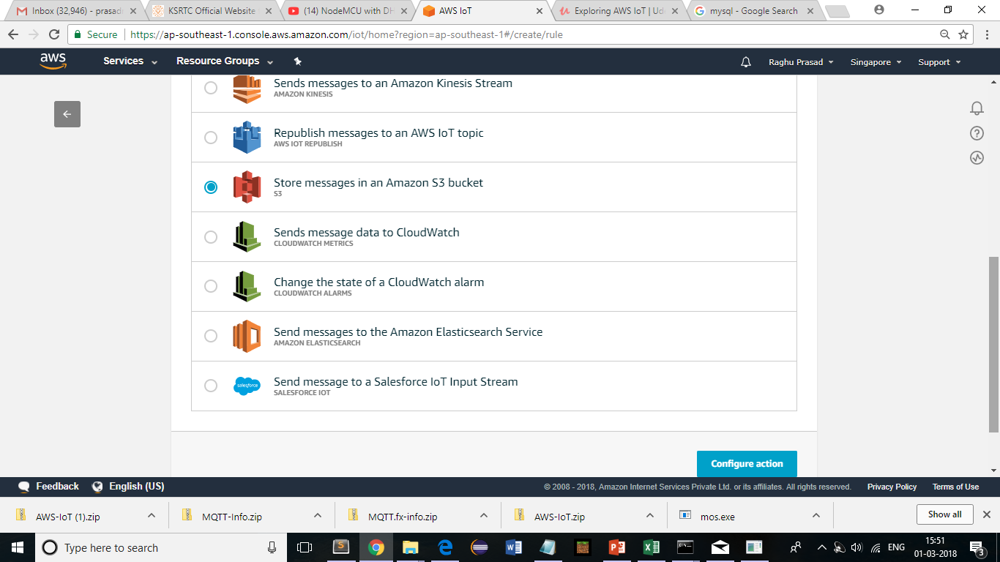 Inbox (32,946) - prasad
KSRTC Official Website
(14) NodeMCU with DH
AWS IoT
Exploring AWS IoT | Ud
mysql - Google Search
Secure
https://ap-southeast-1.console.aws.amazon.com/iot/home?region=ap-southeast-1#/create/rule
aws
Services
Resource Groups
Raghu Prasad
Singapore
Support
Sends messages to an Amazon Kinesis Stream
AMAZON KINESIS
Republish messages to an AWS IoT topic
AWS IOT REPUBLISH
Store messages in an Amazon S3 bucket
S3
Sends message data to CloudWatch
CLOUDWATCH METRICS
Change the state of a CloudWatch alarm
CLOUDWATCH ALARMS
Send messages to the Amazon Elasticsearch Service
AMAZON ELASTICSEARCH
salesforce
Send message to a Salesforce IoT Input Stream
SALESFORCE IOT
Configure action
Feedback
English (US)
© 2008 - 2018, Amazon Internet Services Private Ltd. or its affiliates. All rights reserved.
Privacy Policy
Terms of Use
AWS-IoT (1).zip
MQTT-Info.zip
MQTT.fx-info.zip
AWS-IoT.zip
mos.exe
Show all
Type here to search
ENG
15:51
01-03-2018
3